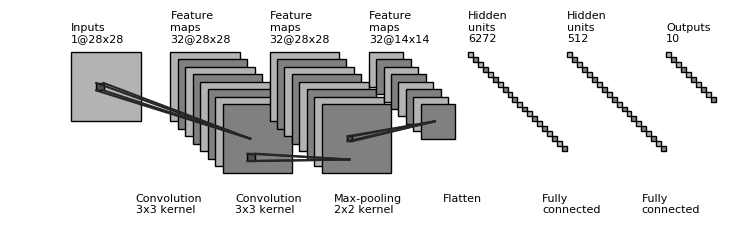 Inputs
1@28x28
Feature
maps
32@28x28
Feature
maps
32@28x28
Feature
maps
32@14x14
Hidden
units
6272
Hidden
units
512
Outputs
10
Convolution
3x3 kernel
Convolution
3x3 kernel
Max-pooling
2x2 kernel
Flatten
Fully
connected
Fully
connected